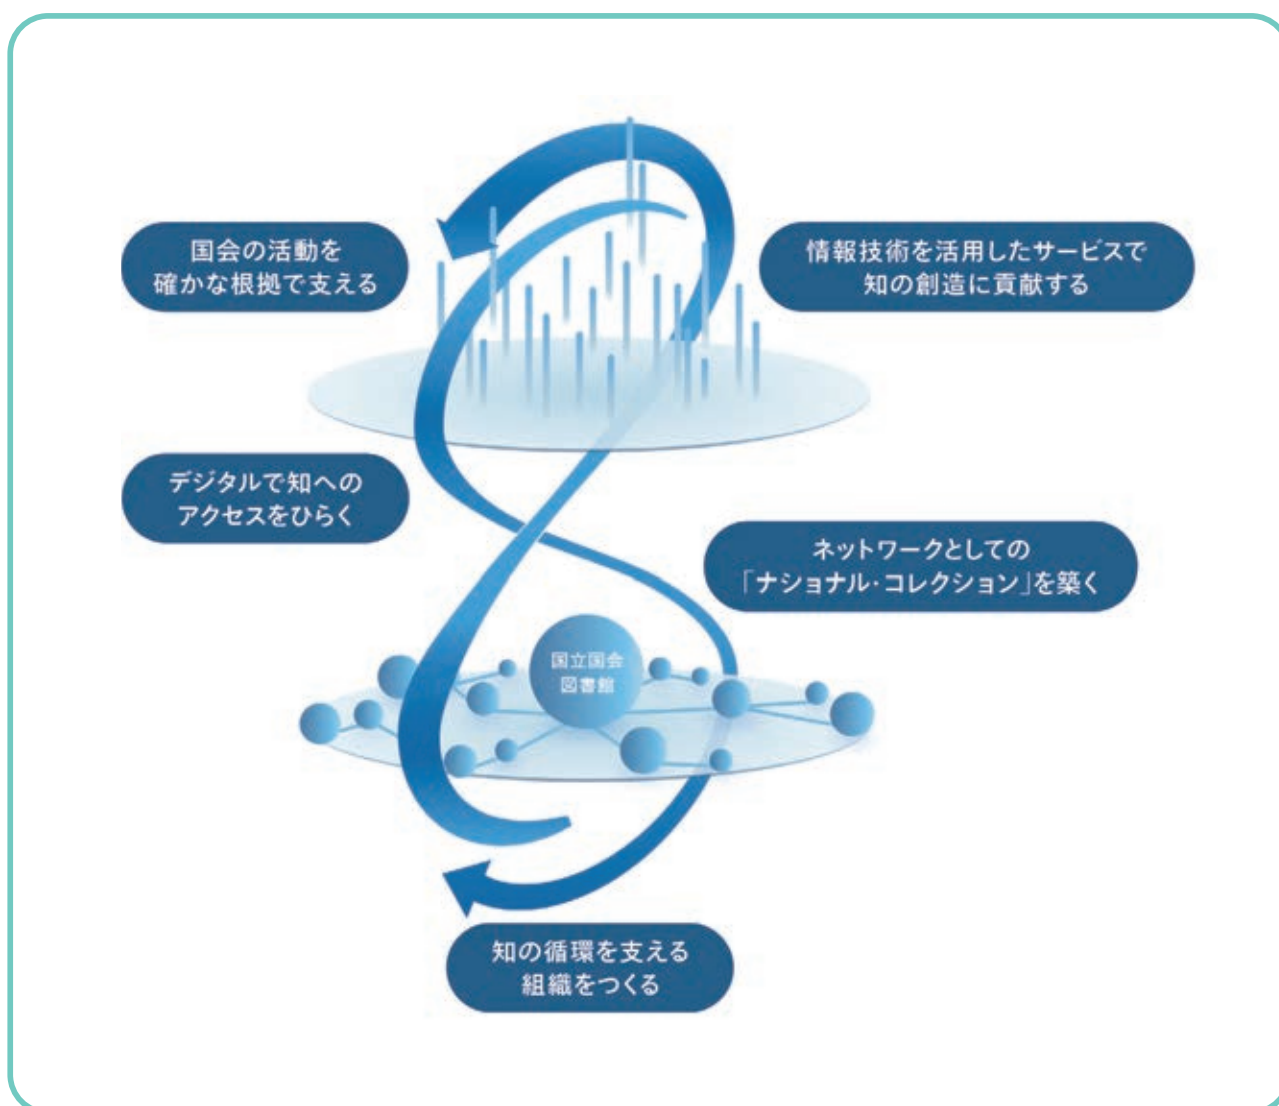 国会の活動を
確かな根拠で支える
情報技術を活用したサービスで
知の創造に貢献する
デジタルで知への
アクセスをひらく
ネットワークとしての
「ナショナル・コレクション」を築く
国立国会
図書館
知の循環を支える
組織をつくる